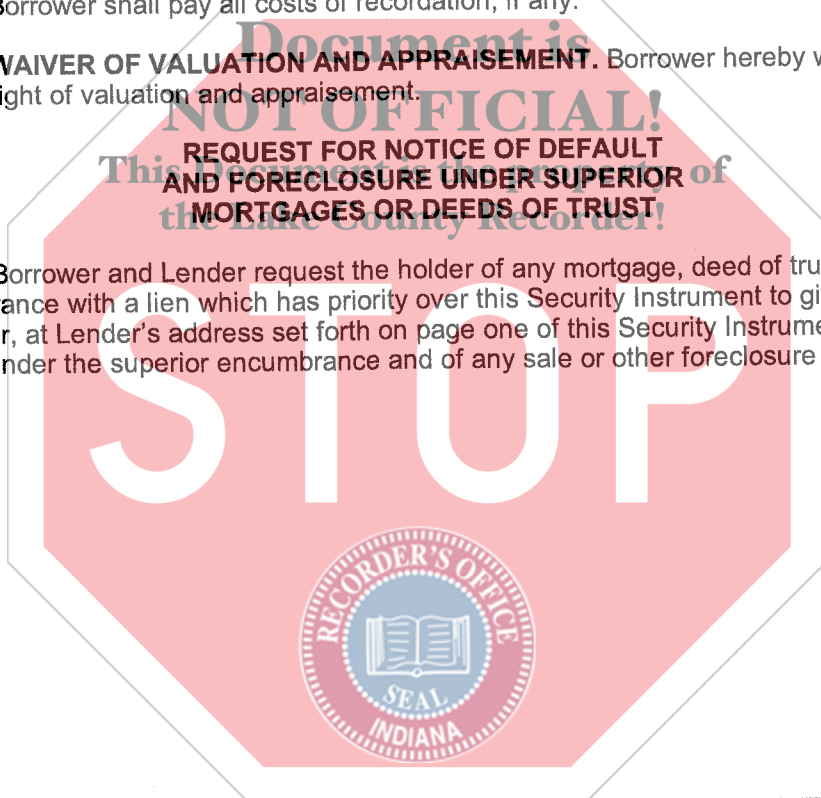 Borrower shall pay all costs of recordation, if any.
Document is
WAIVER OF VALUATION AND APPRAISEMENT. Borrower hereby w
ight of valuation and appraisement.
NOT OFFICIAL!
REQUEST FOR NOTICE OF DEFAULT
This Document is the property of
AND FORECLOSURE UNDER SUPERIOR
MORTGAGES OR DEEDS OF TRUST
the Lake County Recorder!
Borrower and Lender request the holder of any mortgage, deed of tru
ance with a lien which has priority over this Security Instrument to gi
r, at Lender's address set forth on page one of this Security Instrume
nder the superior encumbrance and of any sale or other foreclosure
STOP
RECORDER'S OFFICE
SEAL
INDIANA